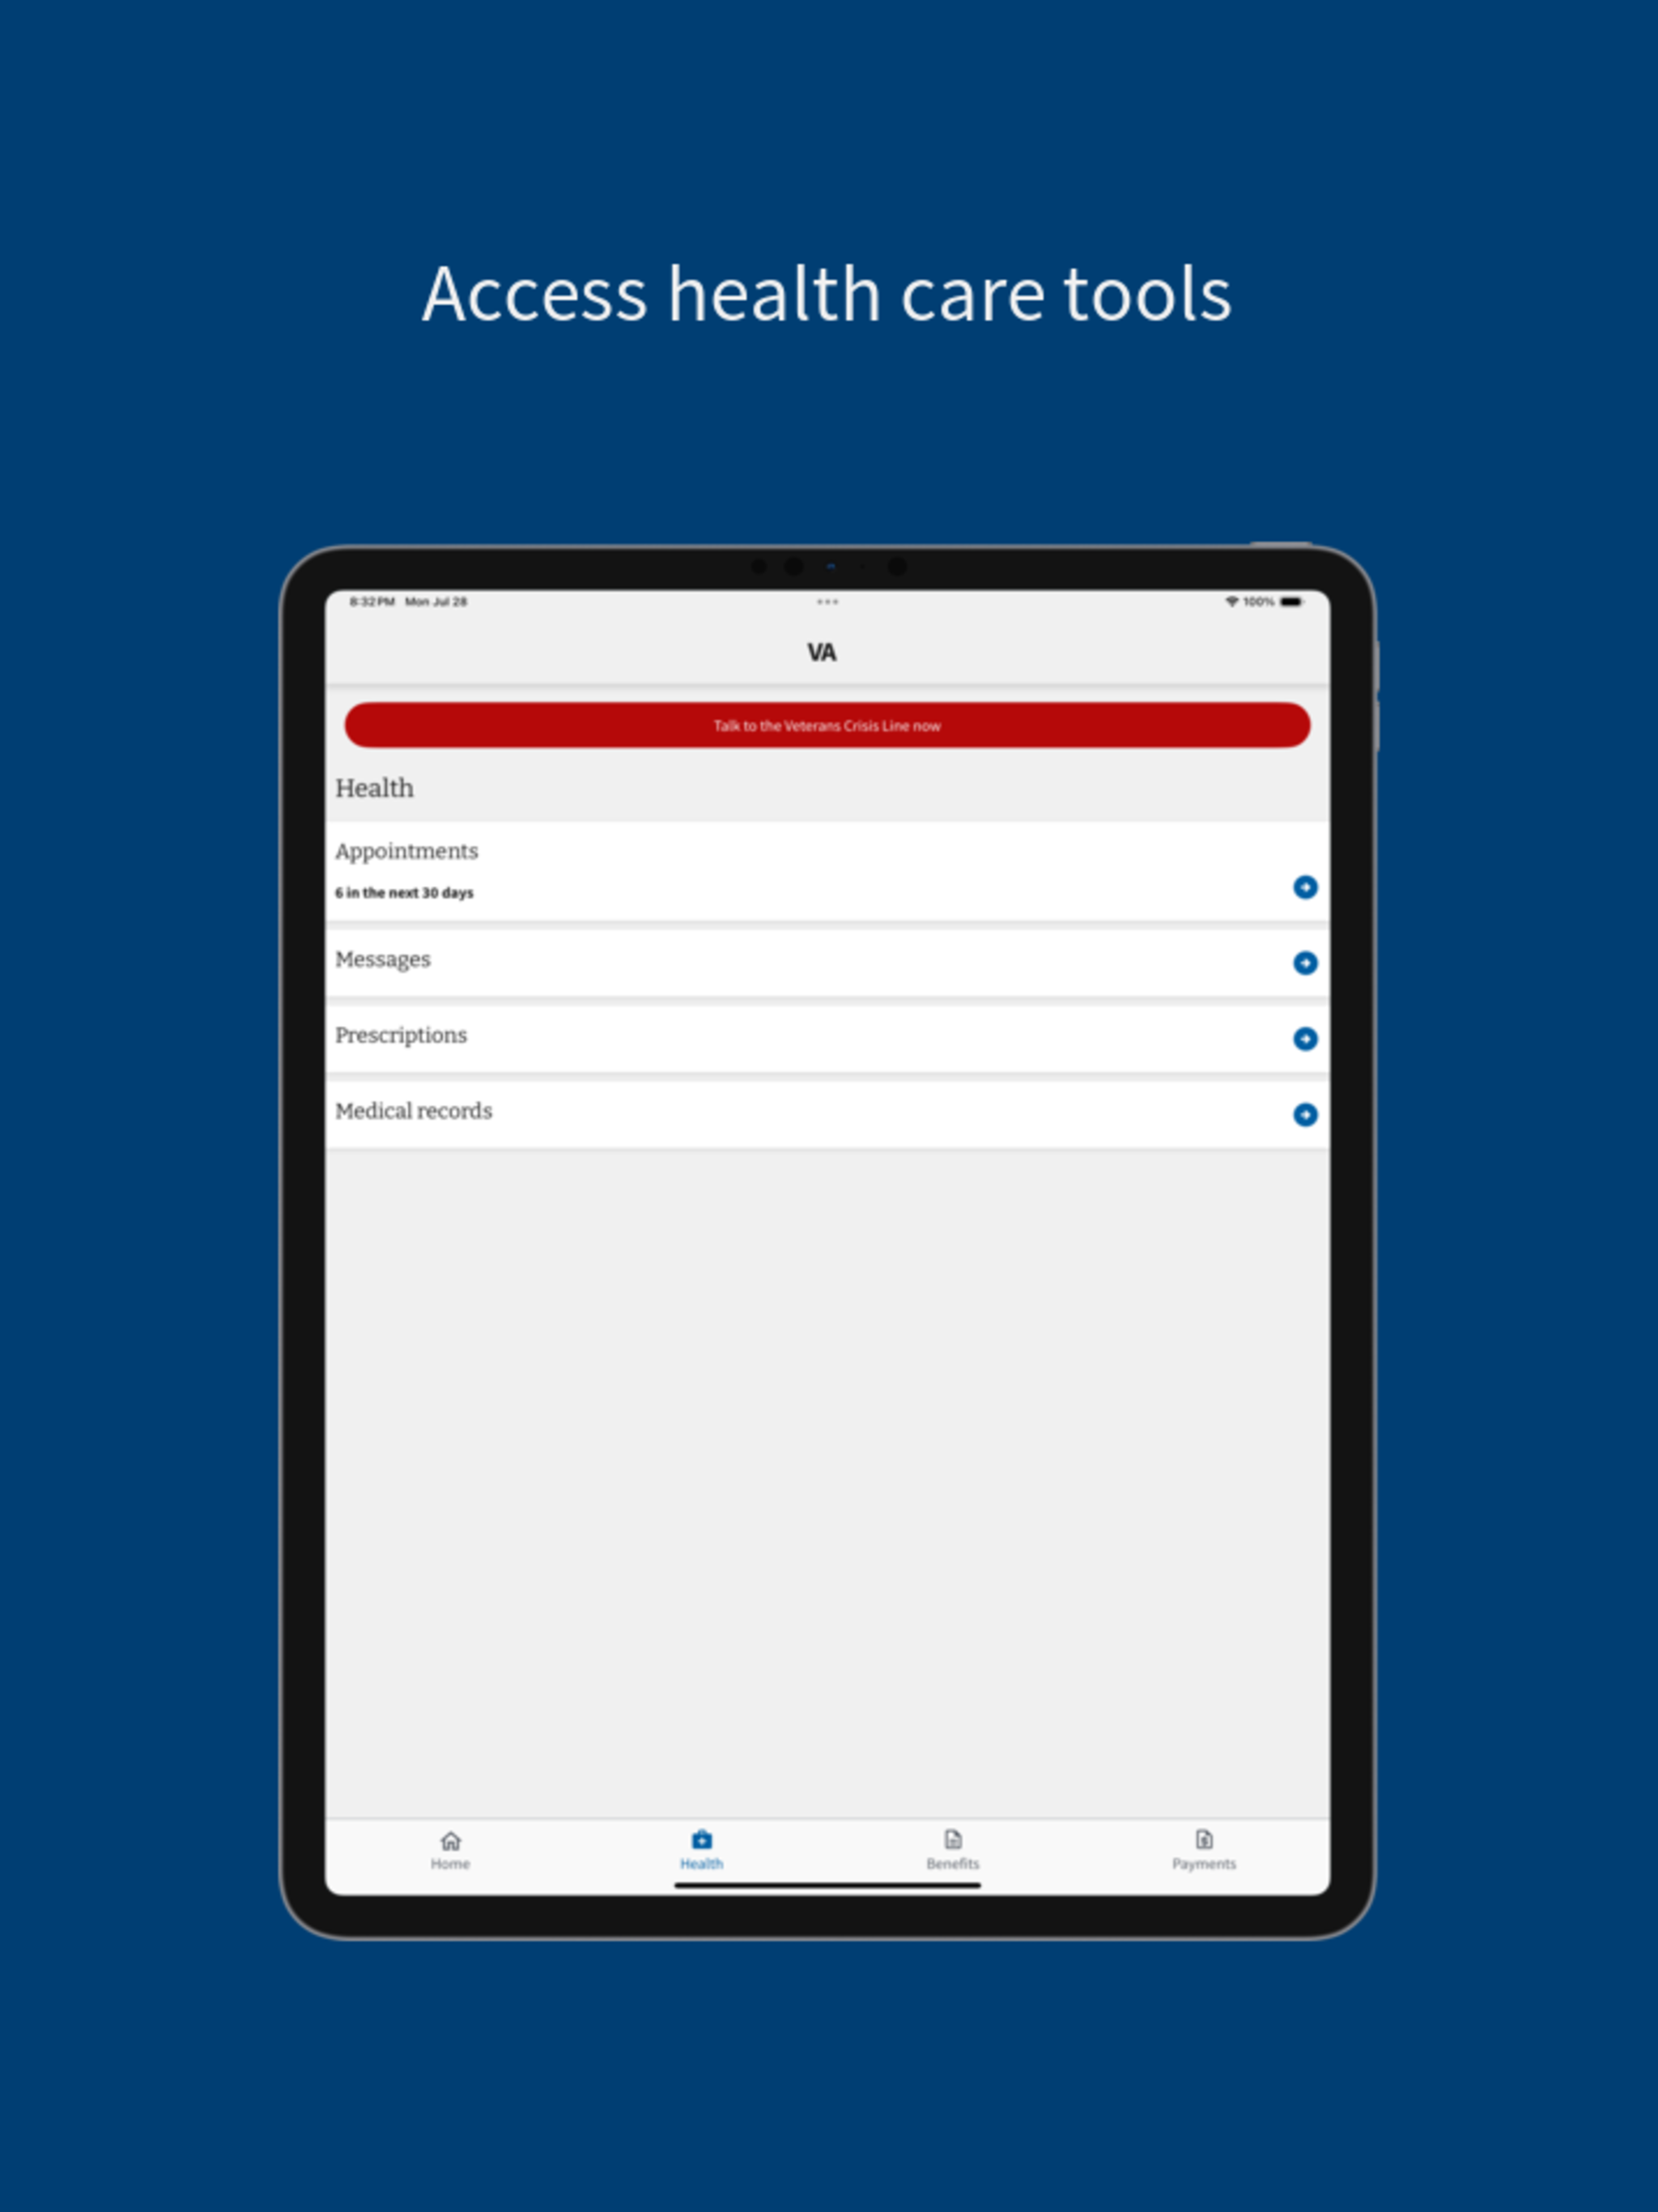 Access health care tools
8:32 PM Mon Jul 28
100%
VA
Talk to the Veterans Crisis Line now
Health
Appointments
6 in the next 30 days
Messages
Prescriptions
Medical records
Home Health Benefits Payments